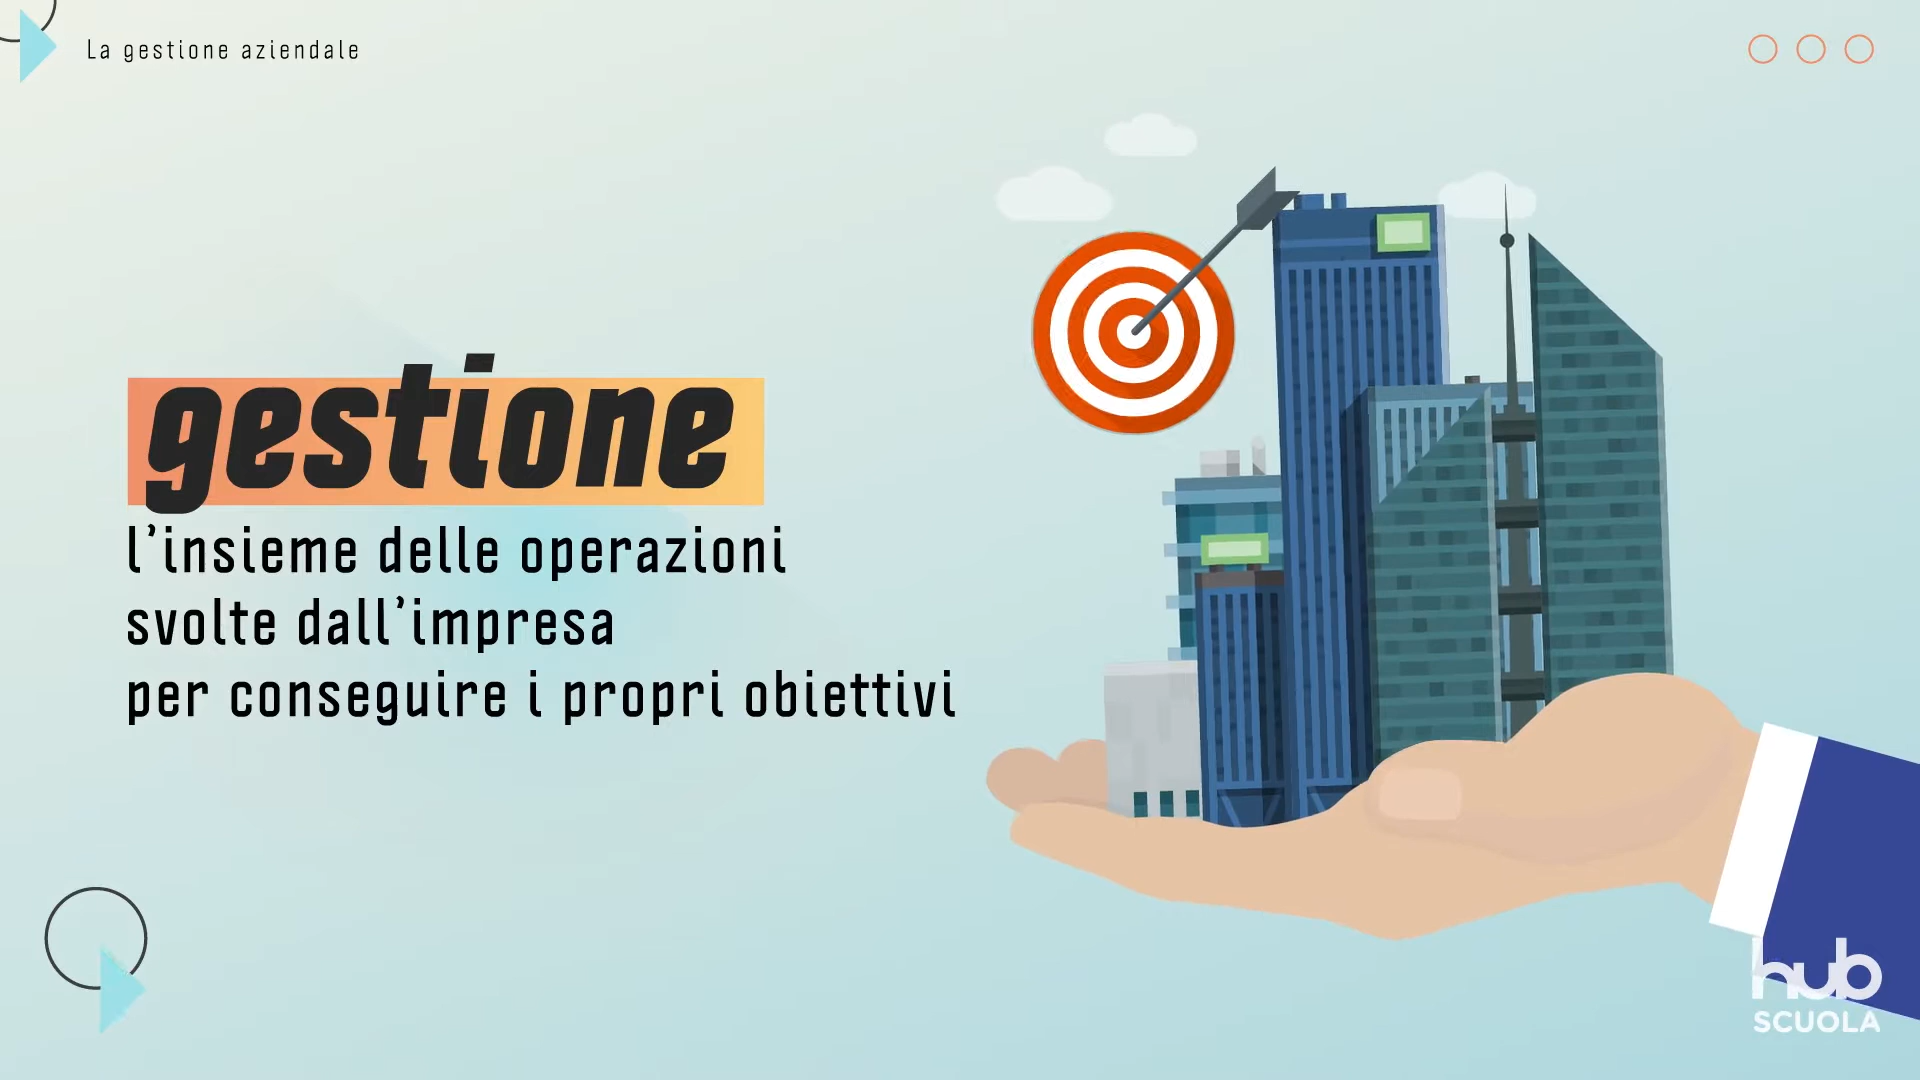 La gestione aziendale
gestione
l'insieme delle operazioni
svolte dall'impresa
per conseguire i propri obiettivi
hub
SCUOLA